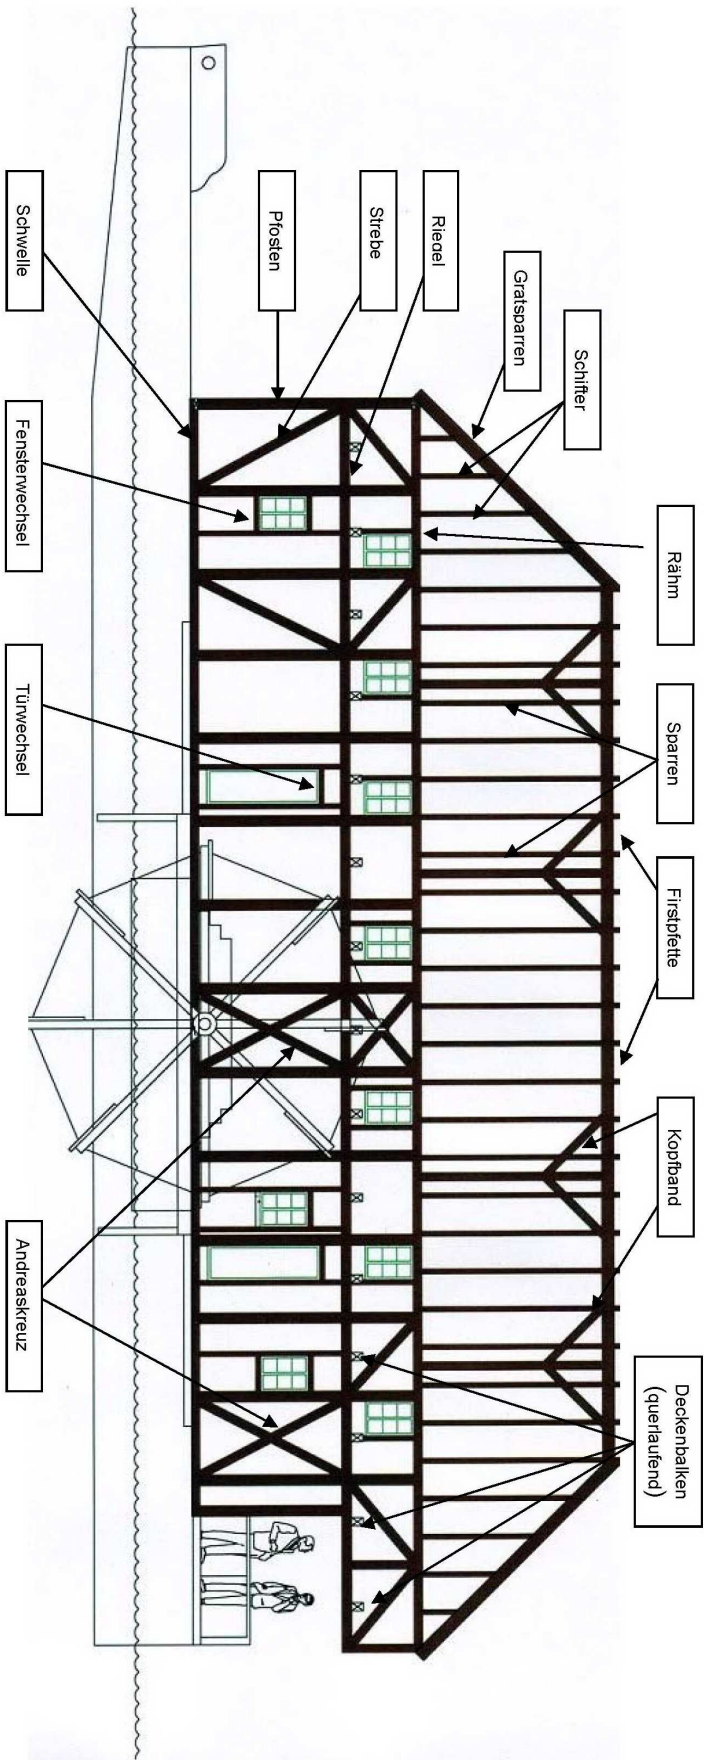 Rähm
Sparren
Firstpfette
Kopfband
Deckenbalken
(querlaufend)
Schifter
Gratsparren
Riegel
Strebe
Pfosten
Schwelle
Fensterwechsel
Türwechsel
Andreaskreuz